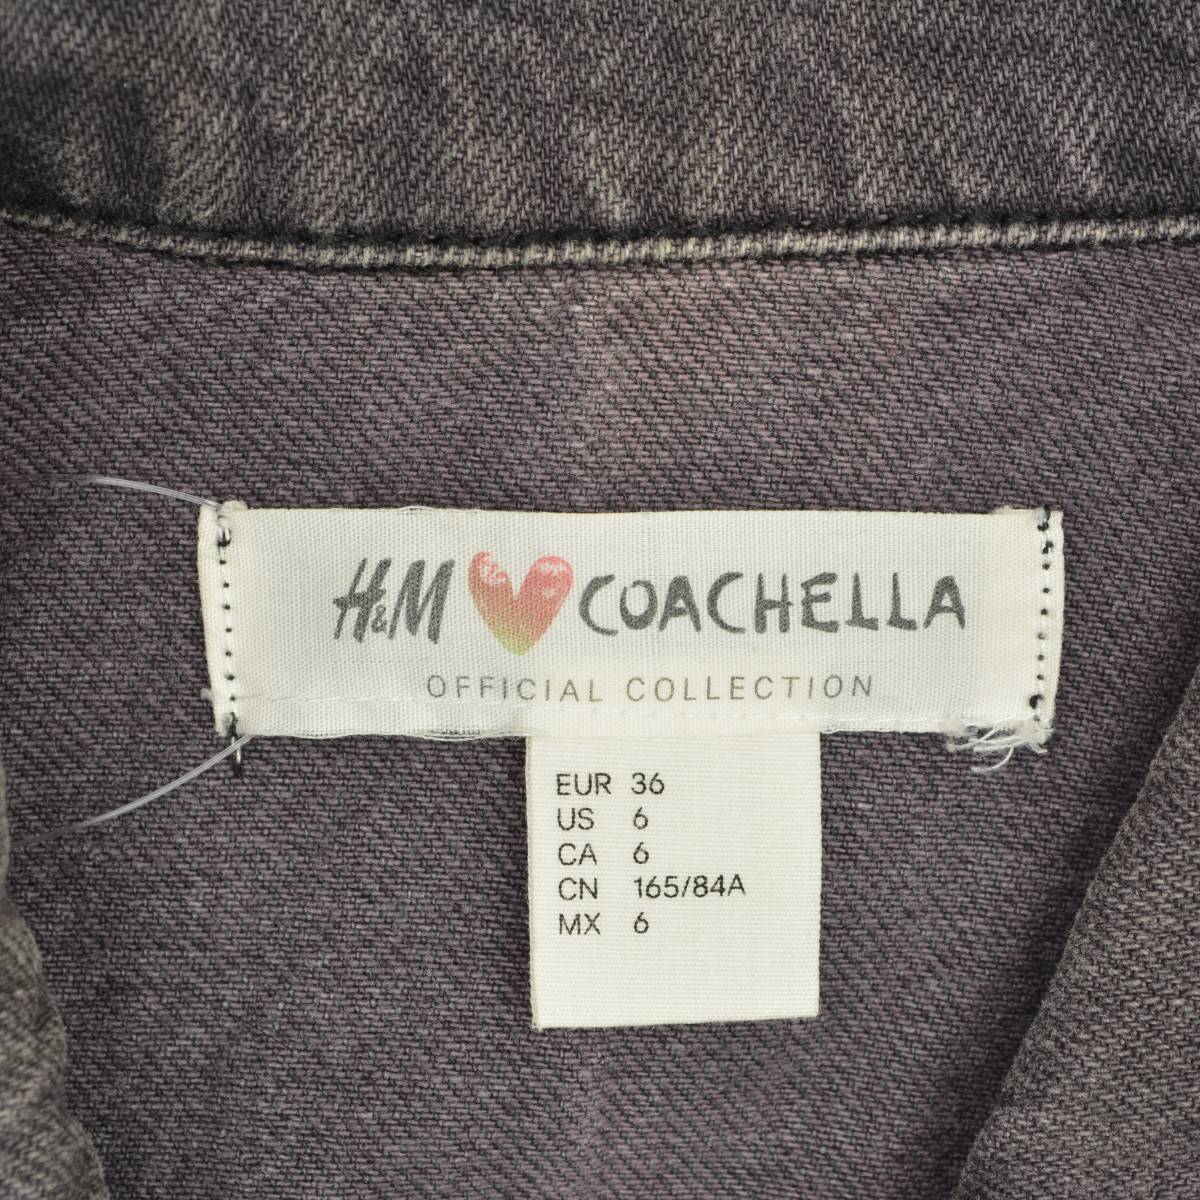 H&M COACHELLA
OFFICIAL COLLECTION
EUR 36
US 6
CA 6
CN 165/84A
MX 6